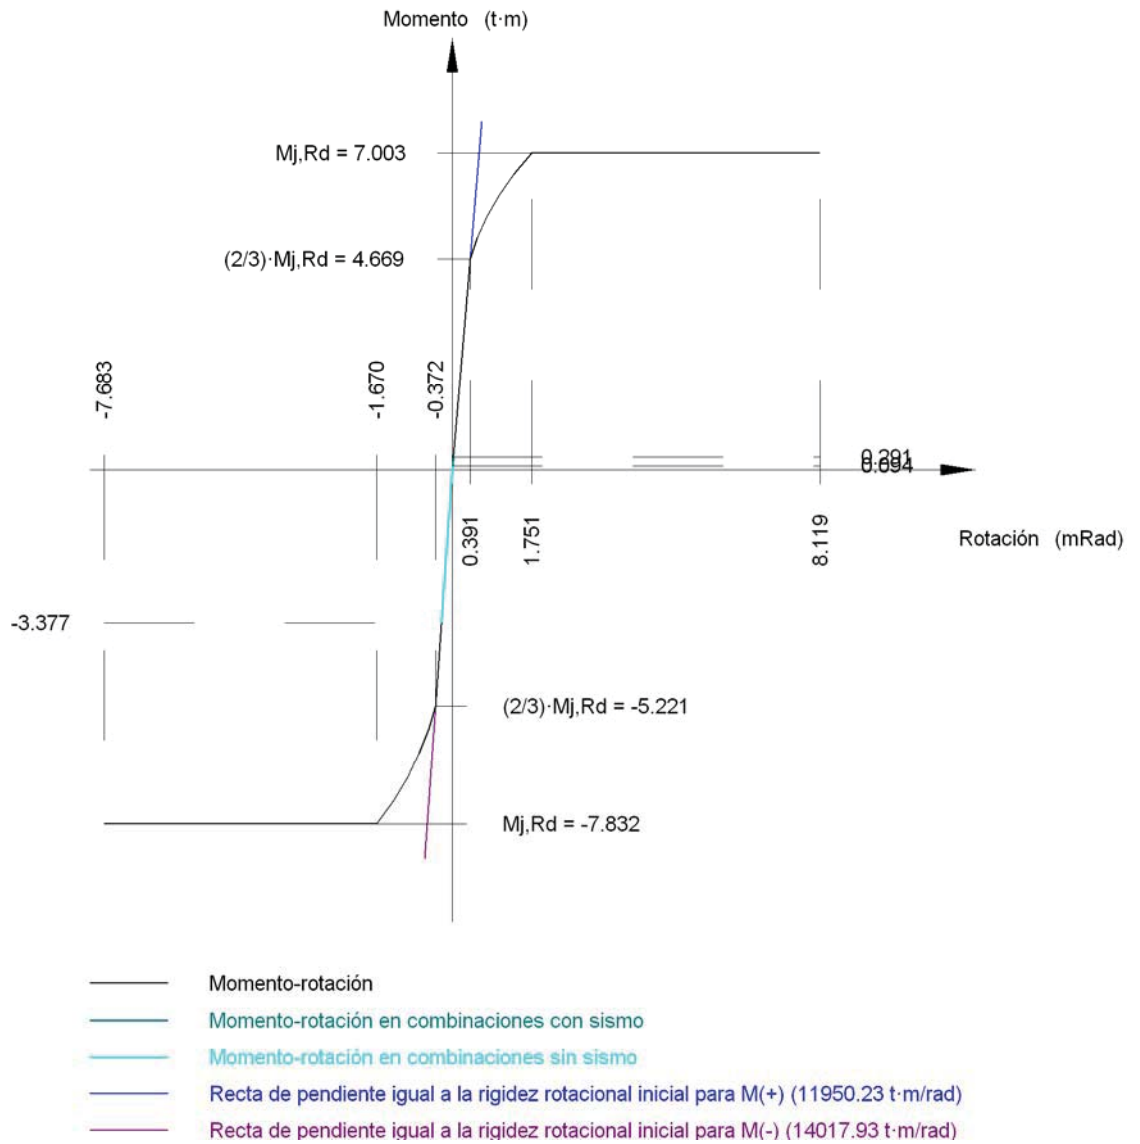 Momento (t·m)
Mj,Rd = 7.003
(2/3)·Mj,Rd = 4.669
-7.683
-1.670
-0.372
0.291
0.391
1.751
8.119
Rotación (mRad)
-3.377
(2/3)·Mj,Rd = -5.221
Mj,Rd = -7.832
Momento-rotación
Momento-rotación en combinaciones con sismo
Momento-rotación en combinaciones sin sismo
Recta de pendiente igual a la rigidez rotacional inicial para M(+) (11950.23 t·m/rad)
Recta de pendiente igual a la rigidez rotacional inicial para M(-) (14017.93 t·m/rad)